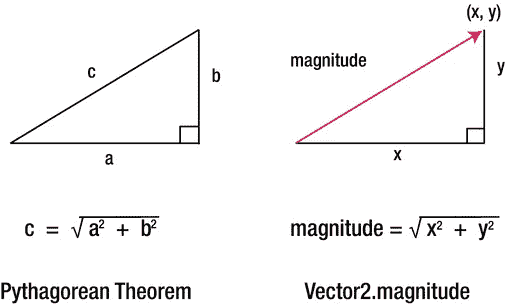 c
b
a
(x, y)
magnitude
y
x
c = √a² + b²
magnitude = √x² + y²
Pythagorean Theorem
Vector2.magnitude